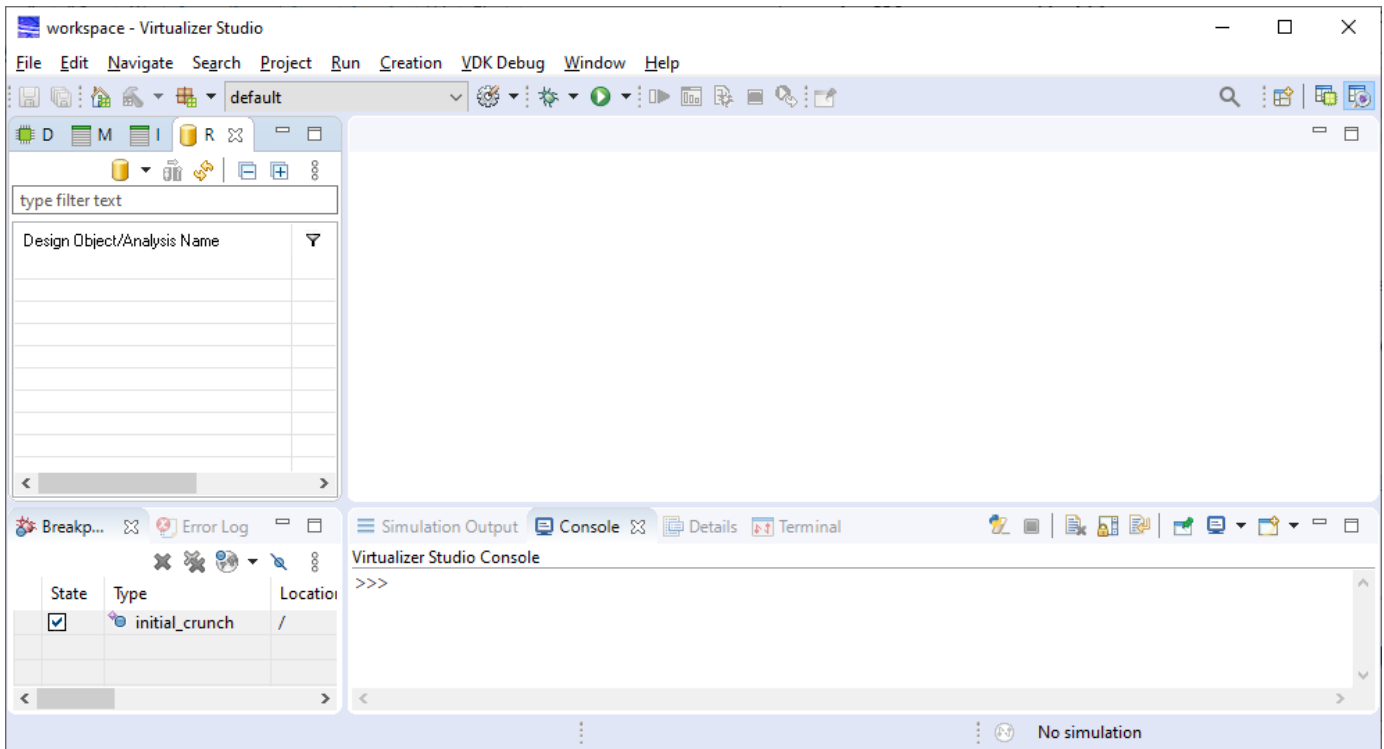 workspace - Virtualizer Studio
File Edit Navigate Search Project Run Creation VDK Debug Window Help
default
D M I R
type filter text
Design Object/Analysis Name
Breakp... Error Log
State Type Location
initial_crunch /
Simulation Output Console Details Terminal
Virtualizer Studio Console
>>>
No simulation